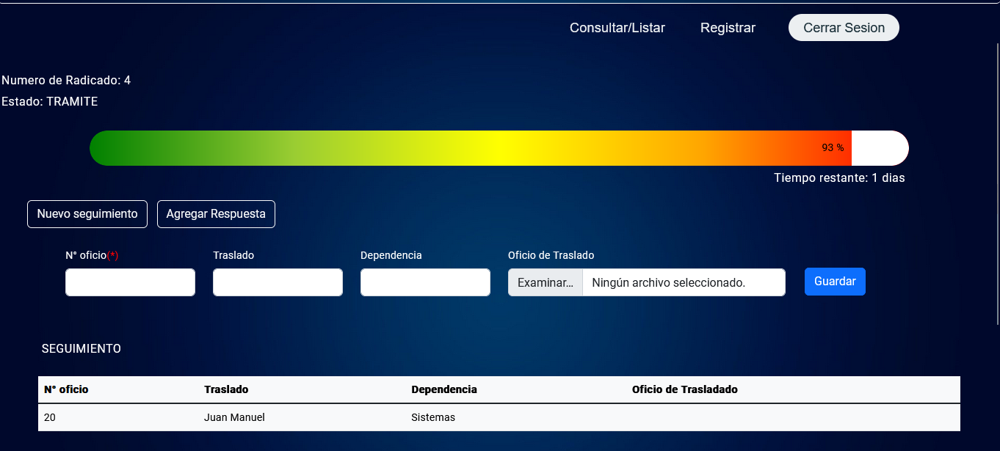 Consultar/Listar Registrar Cerrar Sesion
Numero de Radicado: 4
Estado: TRAMITE
93 %
Tiempo restante: 1 dias
Nuevo seguimiento Agregar Respuesta
N° oficio(*) Traslado Dependencia Oficio de Traslado
Examinar... Ningún archivo seleccionado. Guardar
SEGUIMIENTO
N° oficio Traslado Dependencia Oficio de Trasladado
20 Juan Manuel Sistemas